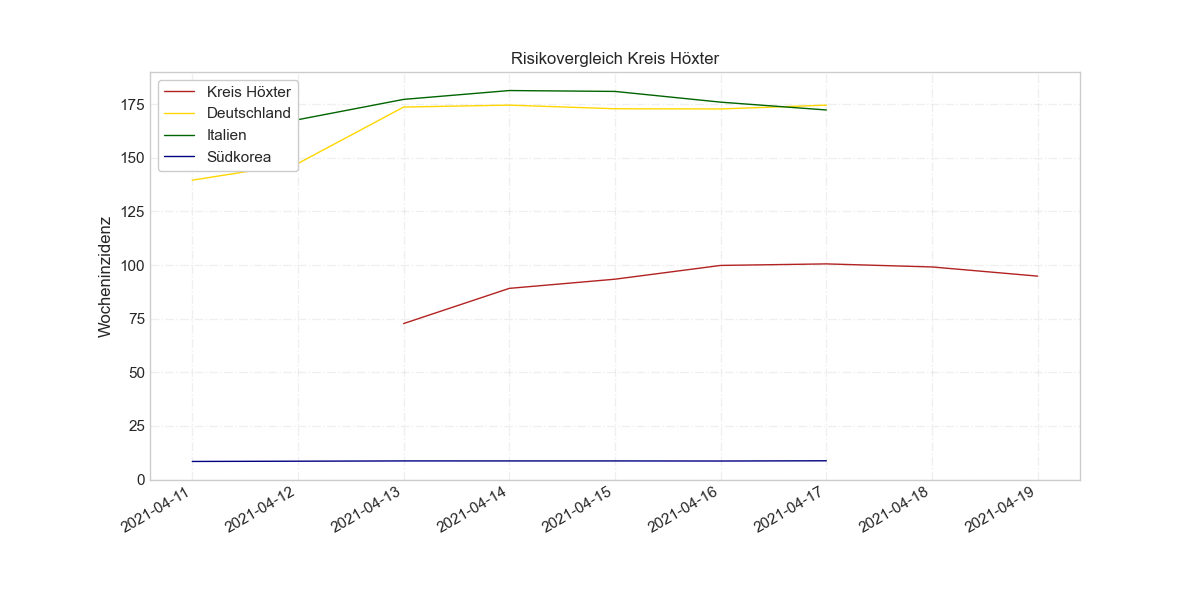 Risikovergleich Kreis Höxter
Kreis Höxter
Deutschland
Italien
Südkorea
Wocheninzidenz
175
150
125
100
75
50
25
0
2021-04-11
2021-04-12
2021-04-13
2021-04-14
2021-04-15
2021-04-16
2021-04-17
2021-04-18
2021-04-19